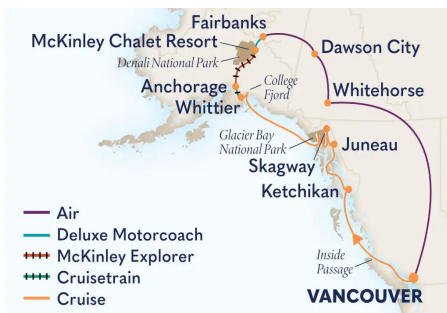 Fairbanks
McKinley Chalet Resort
Denali National Park
Dawson City
Anchorage
College
Fjord
Whittier
Whitehorse
Glacier Bay
National Park
Juneau
Skagway
Ketchikan
Air
Deluxe Motorcoach
McKinley Explorer
Cruisetrain
Cruise
Inside
Passage
VANCOUVER